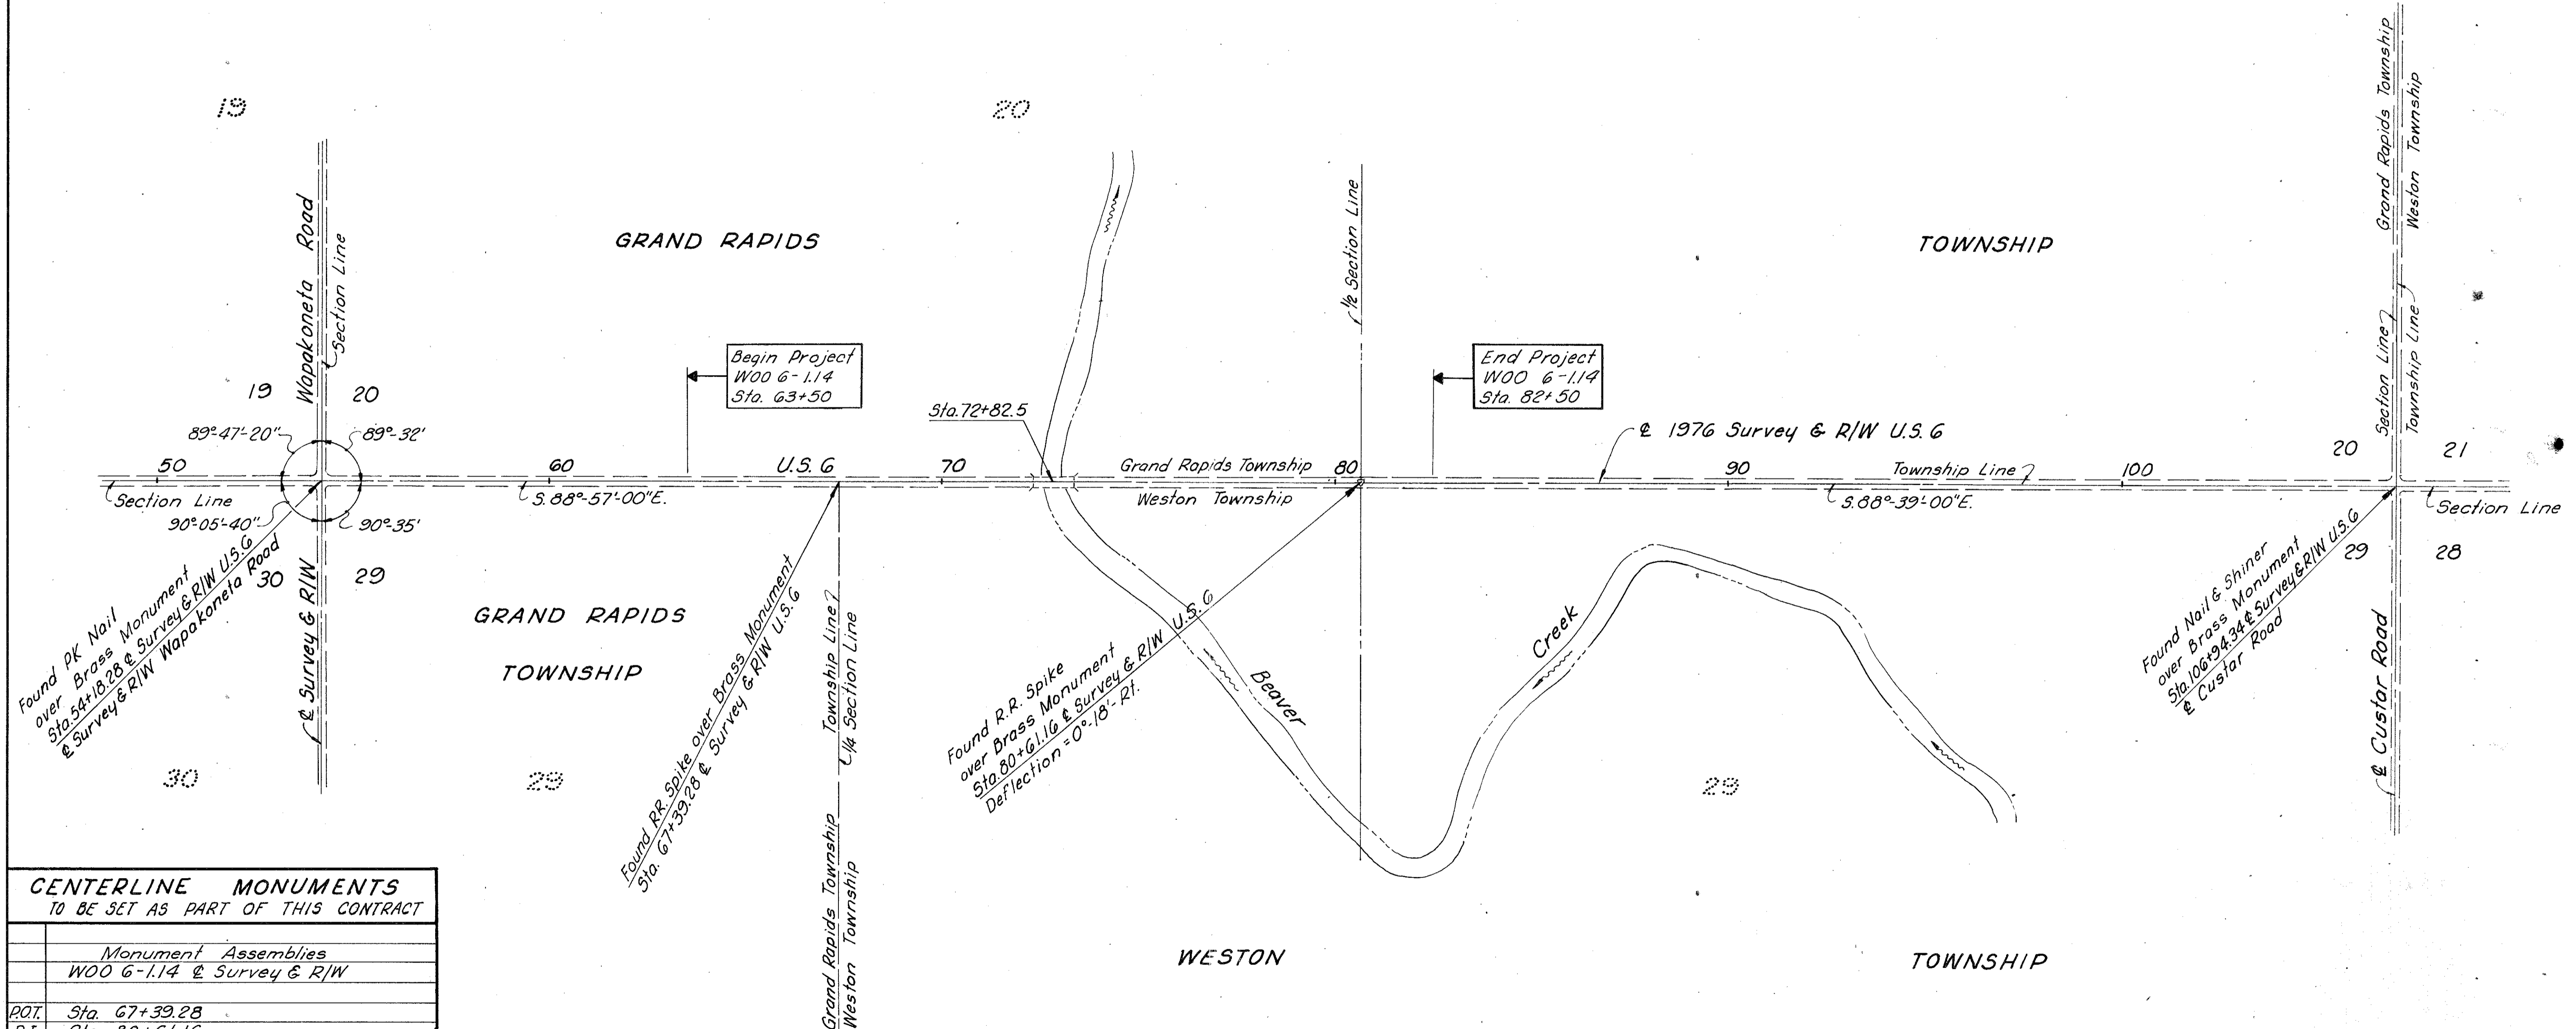 19
20
Grand Rapids Township
Weston Township
Wapakoneta Road
Section Line
GRAND RAPIDS
TOWNSHIP
1/2 Section Line
Section Line
Township Line
Begin Project
WOO 6-1.14
Sta. 63+50
End Project
WOO 6-1.14
Sta. 82+50
19
20
Sta. 72+82.5
89°-47'-20"
89°-32'
℄ 1976 Survey & R/W U.S. 6
20
21
50
60
U.S. 6
70
Grand Rapids Township
80
90
Township Line
100
Section Line
S.88°-57'-00"E.
Weston Township
S.88°-39'-00"E.
Section Line
90°-05'-40"
90°-35'
30
29
29
28
Found PK Nail
over Brass Monument
Sta. 54+18.28 ℄ Survey & R/W U.S. 6
℄ Survey & R/W Wapakoneta Road
℄ Survey & R/W
GRAND RAPIDS
TOWNSHIP
Found RR. Spike over Brass Monument
Sta. 67+39.28 ℄ Survey & R/W U.S. 6
Township Line
1/4 Section Line
Found R.R. Spike
over Brass Monument
Sta. 80+61.16 ℄ Survey & R/W U.S. 6
Deflection = 0°-18'- Rt.
Beaver
Creek
Found Nail & Shiner
over Brass Monument
Sta. 106+94.34 ℄ Survey & R/W U.S. 6
℄ Custar Road
℄ Custar Road
30
29
29
Grand Rapids Township
Weston Township
WESTON
TOWNSHIP
CENTERLINE MONUMENTS
TO BE SET AS PART OF THIS CONTRACT
Monument Assemblies
WOO 6-1.14 ℄ Survey & R/W
P.O.T. Sta. 67+39.28